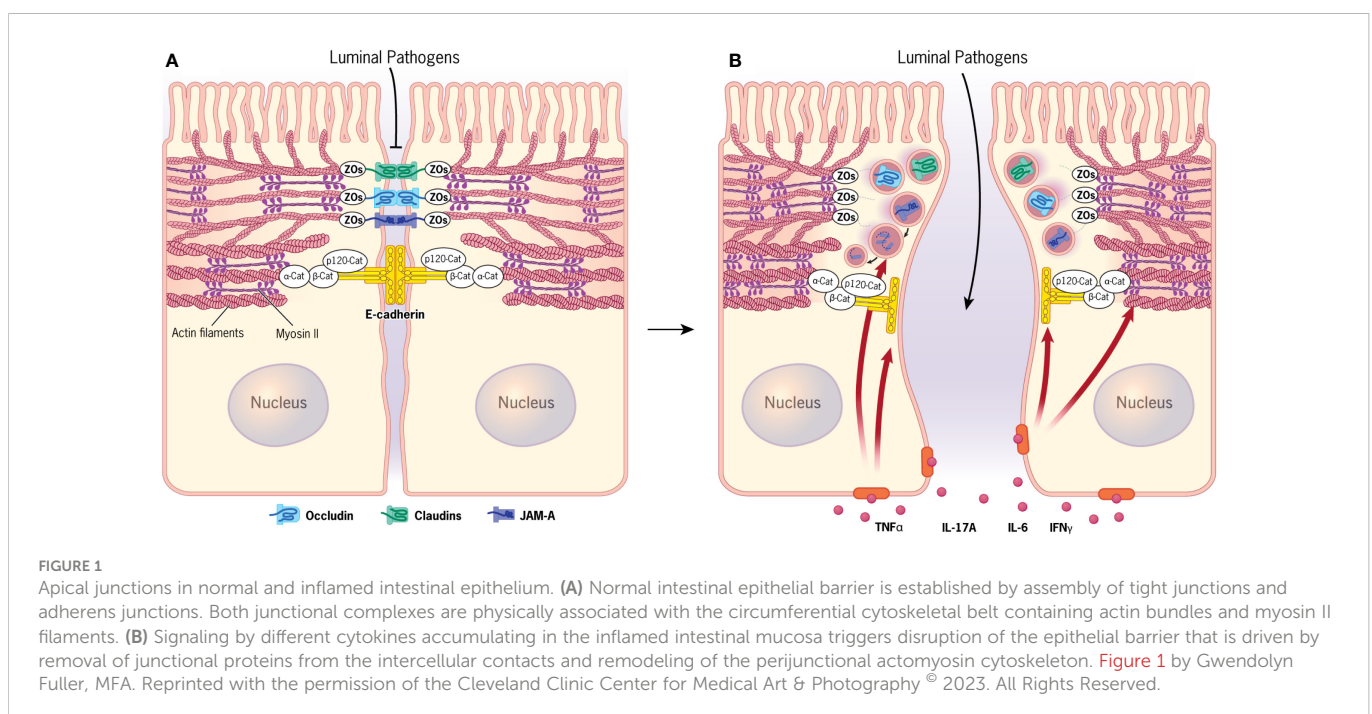 A
Luminal Pathogens
ZOs
ZOs
ZOs
ZOs
ZOs
ZOs
p120-Cat
p120-Cat
α-Cat
β-Cat
β-Cat
α-Cat
E-cadherin
Actin filaments
Myosin II
Nucleus
Nucleus
Occludin
Claudins
JAM-A
B
Luminal Pathogens
ZOs
ZOs
ZOs
ZOs
ZOs
ZOs
α-Cat
p120-Cat
β-Cat
p120-Cat
α-Cat
β-Cat
Nucleus
Nucleus
TNFα
IL-17A
IL-6
IFNγ
FIGURE 1
Apical junctions in normal and inflamed intestinal epithelium. (A) Normal intestinal epithelial barrier is established by assembly of tight junctions and
adherens junctions. Both junctional complexes are physically associated with the circumferential cytoskeletal belt containing actin bundles and myosin II
filaments. (B) Signaling by different cytokines accumulating in the inflamed intestinal mucosa triggers disruption of the epithelial barrier that is driven by
removal of junctional proteins from the intercellular contacts and remodeling of the perijunctional actomyosin cytoskeleton. Figure 1 by Gwendolyn
Fuller, MFA. Reprinted with the permission of the Cleveland Clinic Center for Medical Art & Photography © 2023. All Rights Reserved.